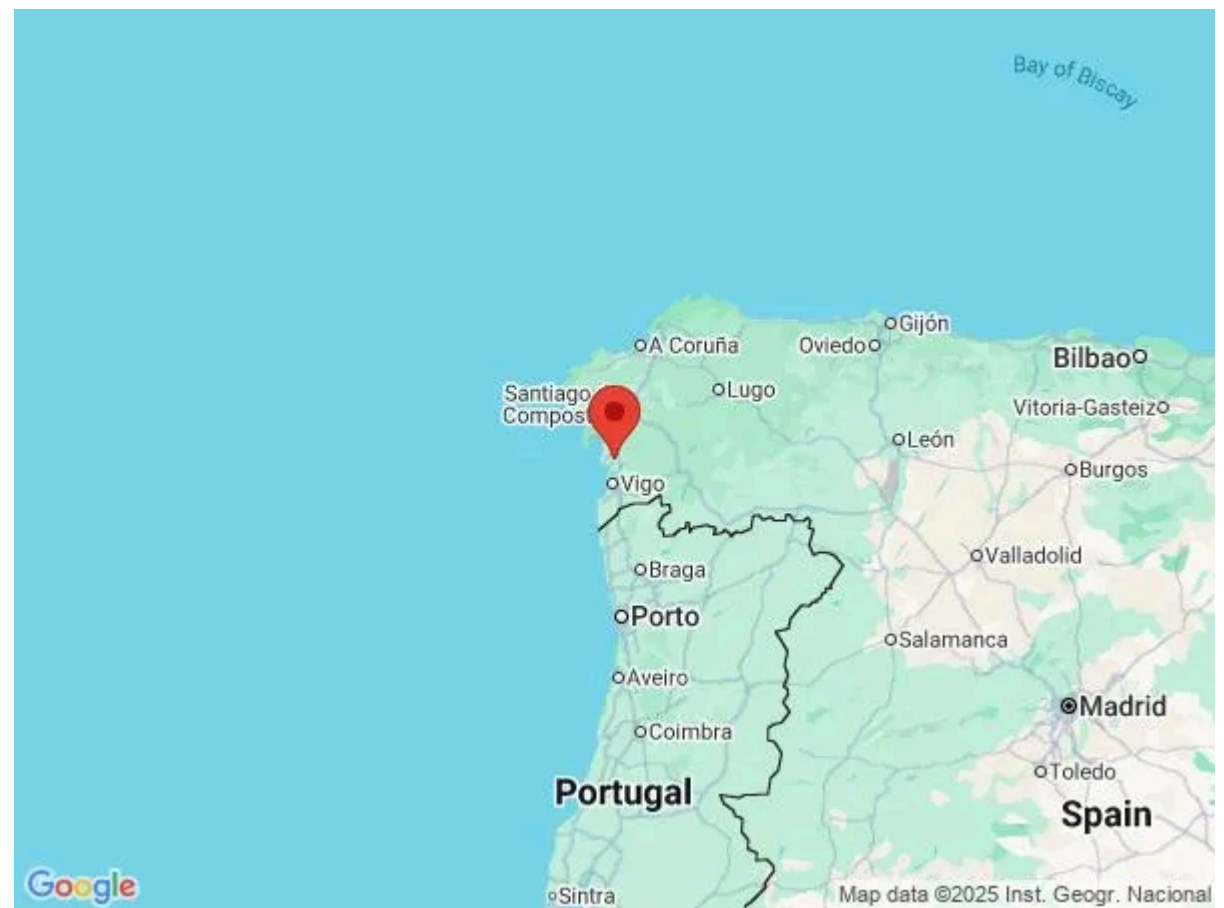 Bay of Biscay
Gijón
A Coruña
Oviedo
Bilbao
Lugo
Santiago
Compost
Vitoria-Gasteiz
León
Burgos
Vigo
Valladolid
Braga
Porto
Salamanca
Aveiro
Madrid
Coimbra
Toledo
Portugal
Spain
Google
Sintra
Map data ©2025 Inst. Geogr. Nacional